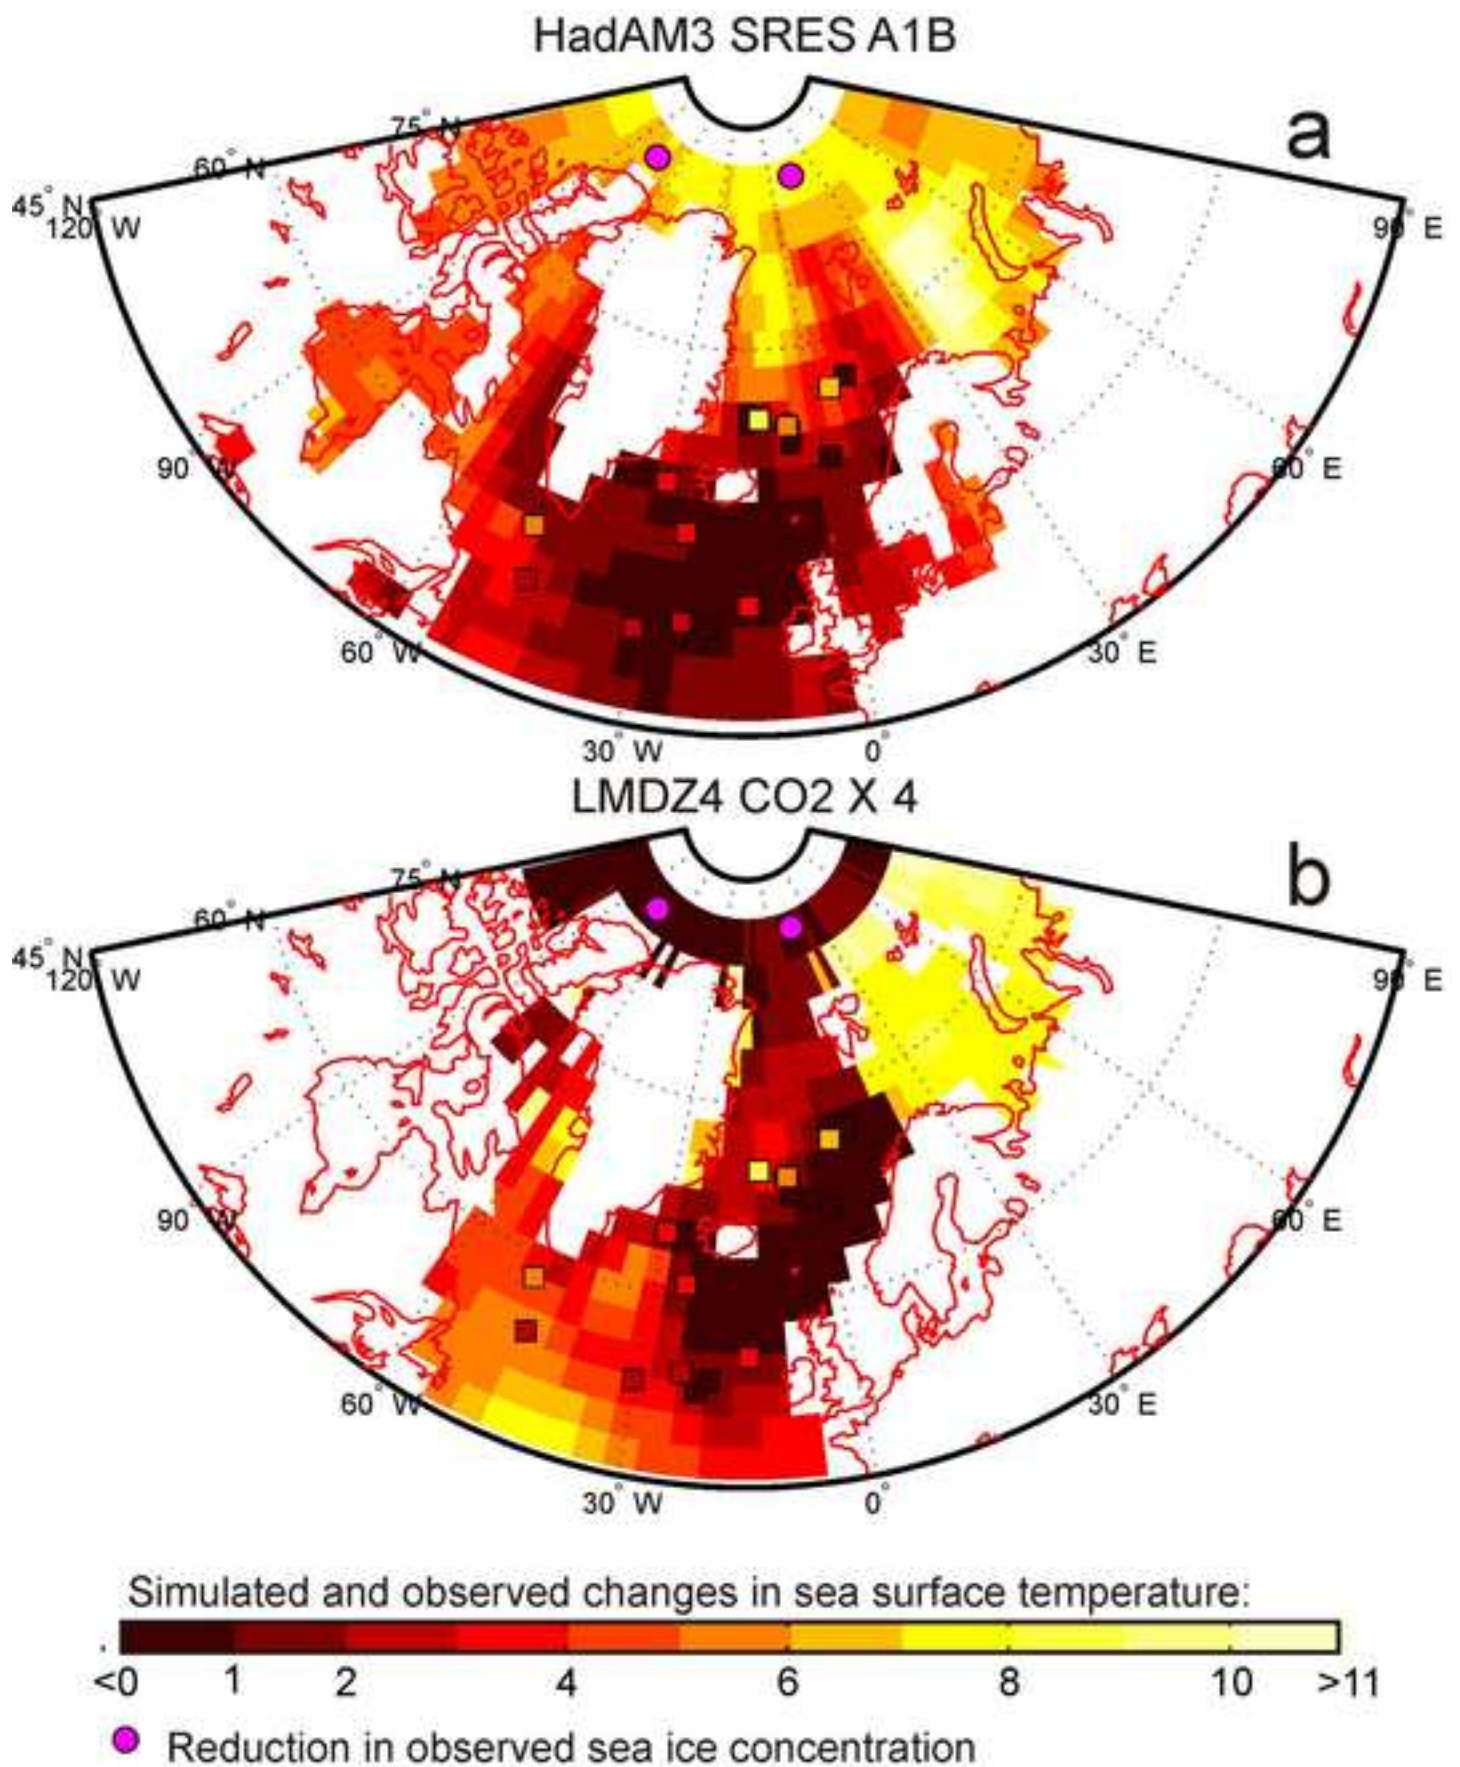 HadAM3 SRES A1B
a
75° N
60° N
45° N
120° W
90° E
90° W
60° E
60° W
30° E
30° W
0°
LMDZ4 CO2 X 4
b
75° N
60° N
45° N
120° W
90° E
90° W
60° E
60° W
30° E
30° W
0°
Simulated and observed changes in sea surface temperature:
<0 1 2 4 6 8 10 >11
Reduction in observed sea ice concentration